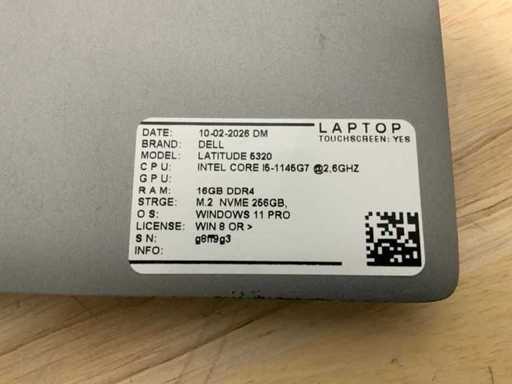 LAPTOP
TOUCHSCREEN: YES
DATE: 10-02-2026 DM
BRAND: DELL
MODEL: LATITUDE 5320
CPU: INTEL CORE I5-1145G7 @2,6GHZ
GPU:
RAM: 16GB DDR4
STRGE: M.2 NVME 256GB,
OS: WINDOWS 11 PRO
LICENSE: WIN 8 OR >
SN: g8ff9g3
INFO: